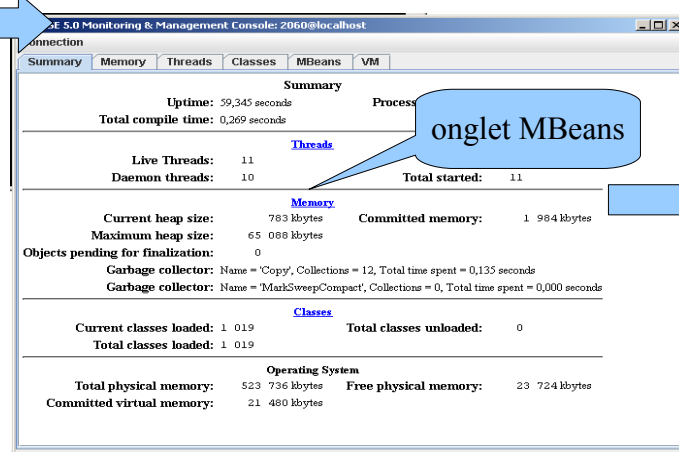 SE 5.0 Monitoring & Management Console: 2060@localhost
onnection
Summary Memory Threads Classes MBeans VM
Summary
Uptime: 59,345 seconds Process
Total compile time: 0,269 seconds
onglet MBeans
Threads
Live Threads: 11
Daemon threads: 10 Total started: 11
Memory
Current heap size: 783 kbytes Committed memory: 1 984 kbytes
Maximum heap size: 65 088 kbytes
Objects pending for finalization: 0
Garbage collector: Name = 'Copy', Collections = 12, Total time spent = 0,135 seconds
Garbage collector: Name = 'MarkSweepCompact', Collections = 0, Total time spent = 0,000 seconds
Classes
Current classes loaded: 1 019 Total classes unloaded: 0
Total classes loaded: 1 019
Operating System
Total physical memory: 523 736 kbytes Free physical memory: 23 724 kbytes
Committed virtual memory: 21 480 kbytes